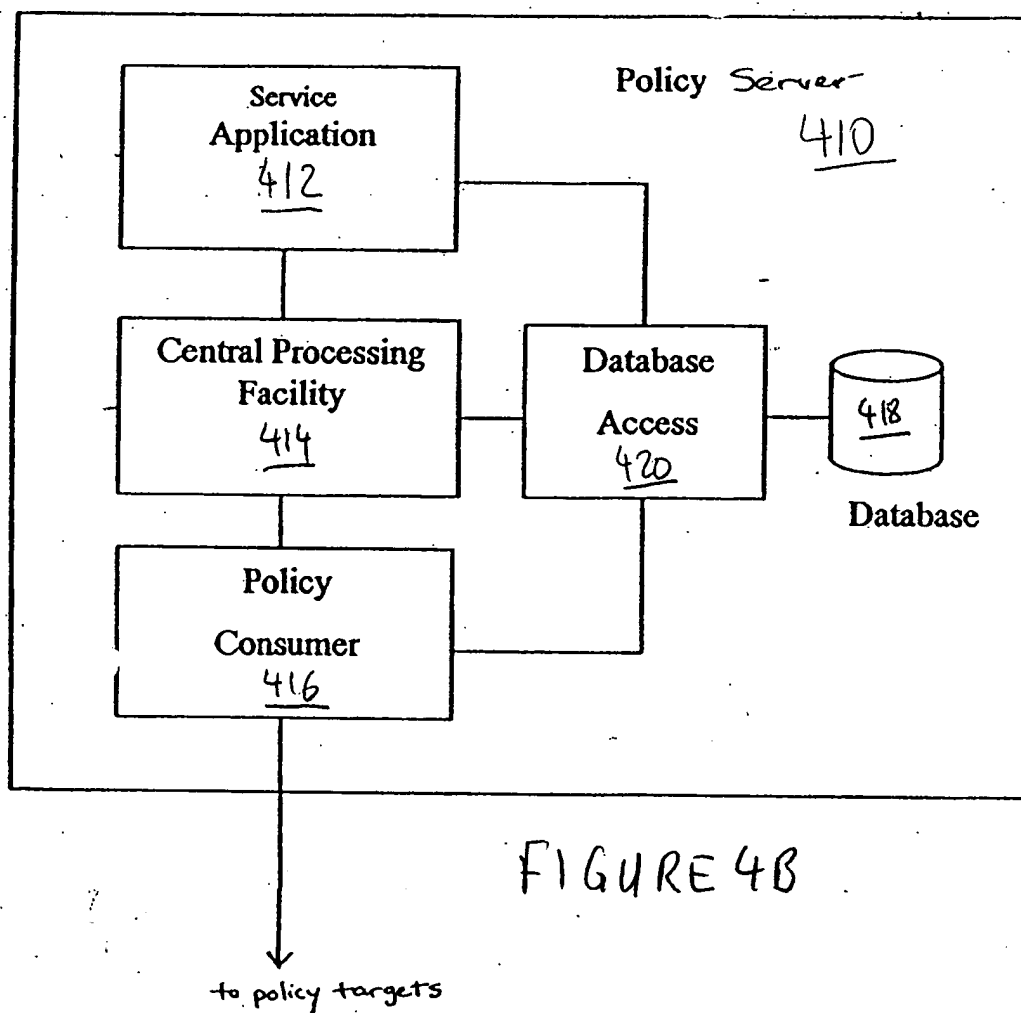 Policy Server
410
Service
Application
412
Central Processing
Facility
414
Database
Access
420
418
Database
Policy
Consumer
416
FIGURE 4B
to policy targets